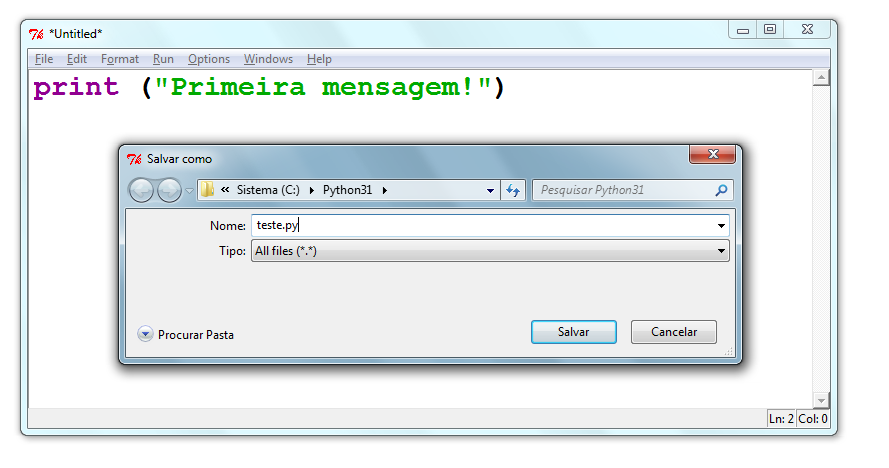 *Untitled*
File Edit Format Run Options Windows Help
print ("Primeira mensagem!")
Salvar como
« Sistema (C:) Python31 Pesquisar Python31
Nome: teste.py
Tipo: All files (*.*)
Procurar Pasta Salvar Cancelar
Ln: 2 Col: 0